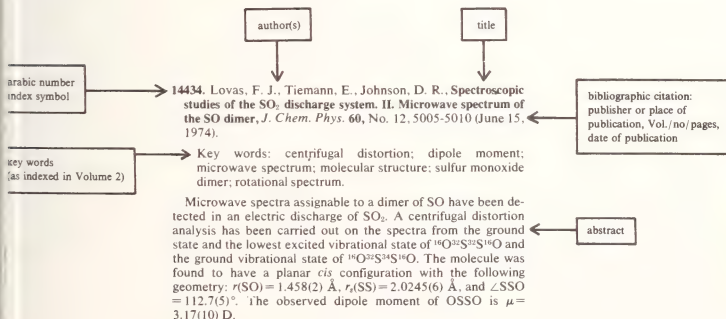 author(s)
title
arabic number
index symbol
14434. Lovas, F. J., Tiemann, E., Johnson, D. R., Spectroscopic
studies of the SO₂ discharge system. II. Microwave spectrum of
the SO dimer, J. Chem. Phys. 60, No. 12, 5005-5010 (June 15,
1974).
bibliographic citation:
publisher or place of
publication, Vol./no/pages,
date of publication
key words
(as indexed in Volume 2)
Key words: centrifugal distortion; dipole moment;
microwave spectrum; molecular structure; sulfur monoxide
dimer; rotational spectrum.
Microwave spectra assignable to a dimer of SO have been de-
tected in an electric discharge of SO₂. A centrifugal distortion
analysis has been carried out on the spectra from the ground
state and the lowest excited vibrational state of ¹⁶O³²S³²S¹⁶O and
the ground vibrational state of ¹⁶O³²S³⁴S¹⁶O. The molecule was
found to have a planar cis configuration with the following
geometry: r(SO)=1.458(2) Å, rₛ(SS)=2.0245(6) Å, and ∠SSO
=112.7(5)°. The observed dipole moment of OSSO is μ=
3.17(10) D.
abstract